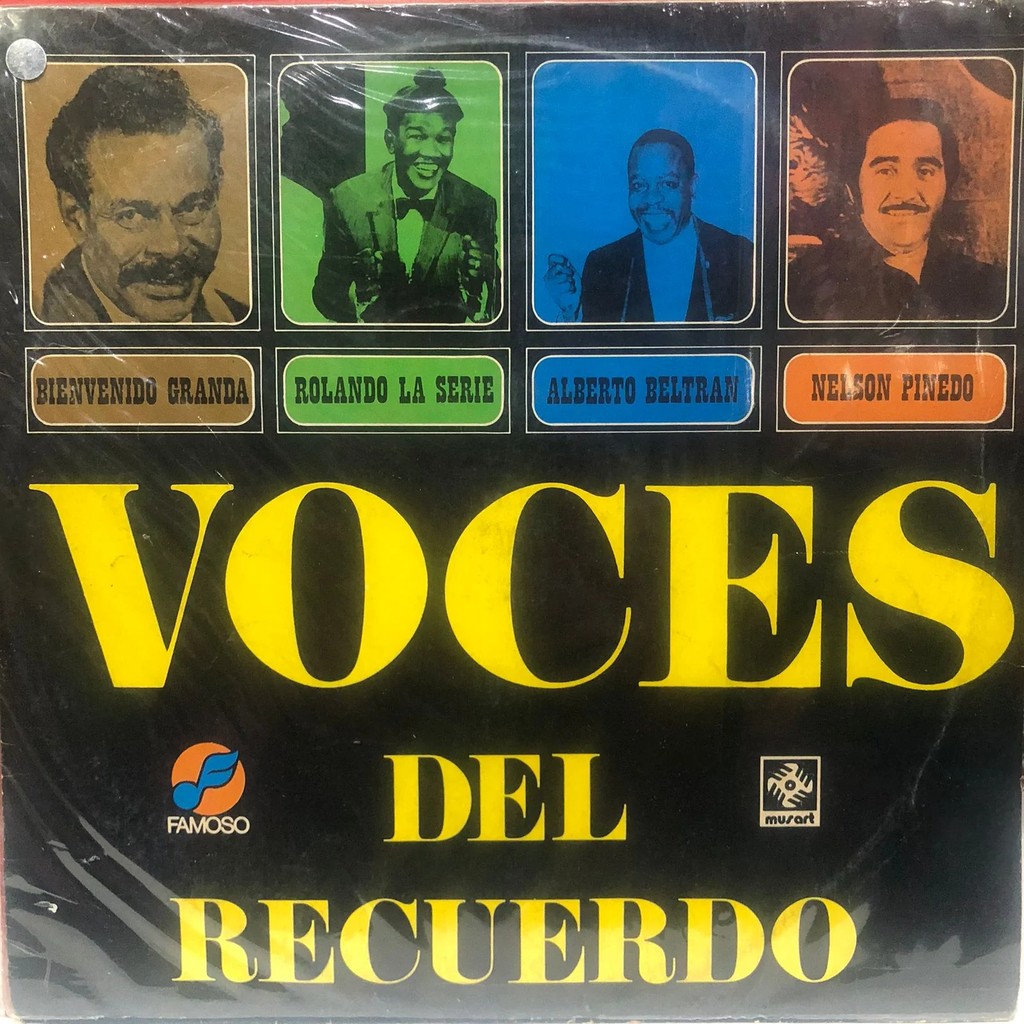 BIENVENIDO GRANDA
ROLANDO LA SERIE
ALBERTO BELTRAN
NELSON PINEDO
VOCES
DEL
RECUERDO
FAMOSO
musart